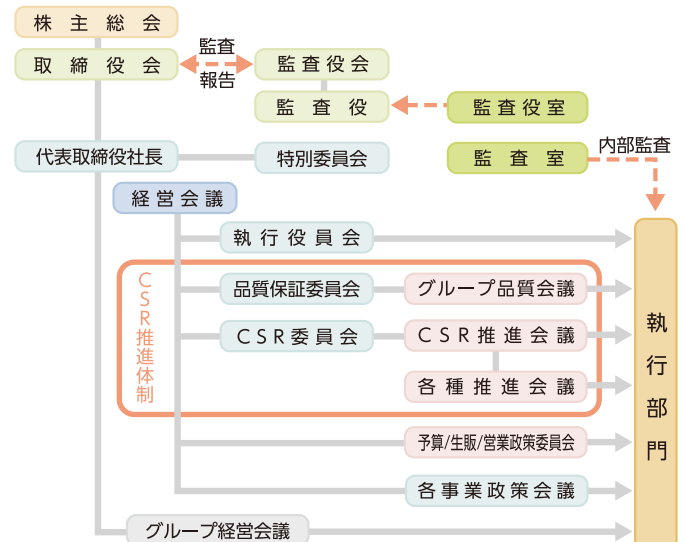 株主総会
取締役会
監査
報告
監査役会
監査役
監査役室
代表取締役社長
特別委員会
監査室
内部監査
経営会議
執行役員会
CSR推進体制
品質保証委員会
グループ品質会議
CSR委員会
CSR推進会議
各種推進会議
執行部門
予算/生販/営業政策委員会
各事業政策会議
グループ経営会議